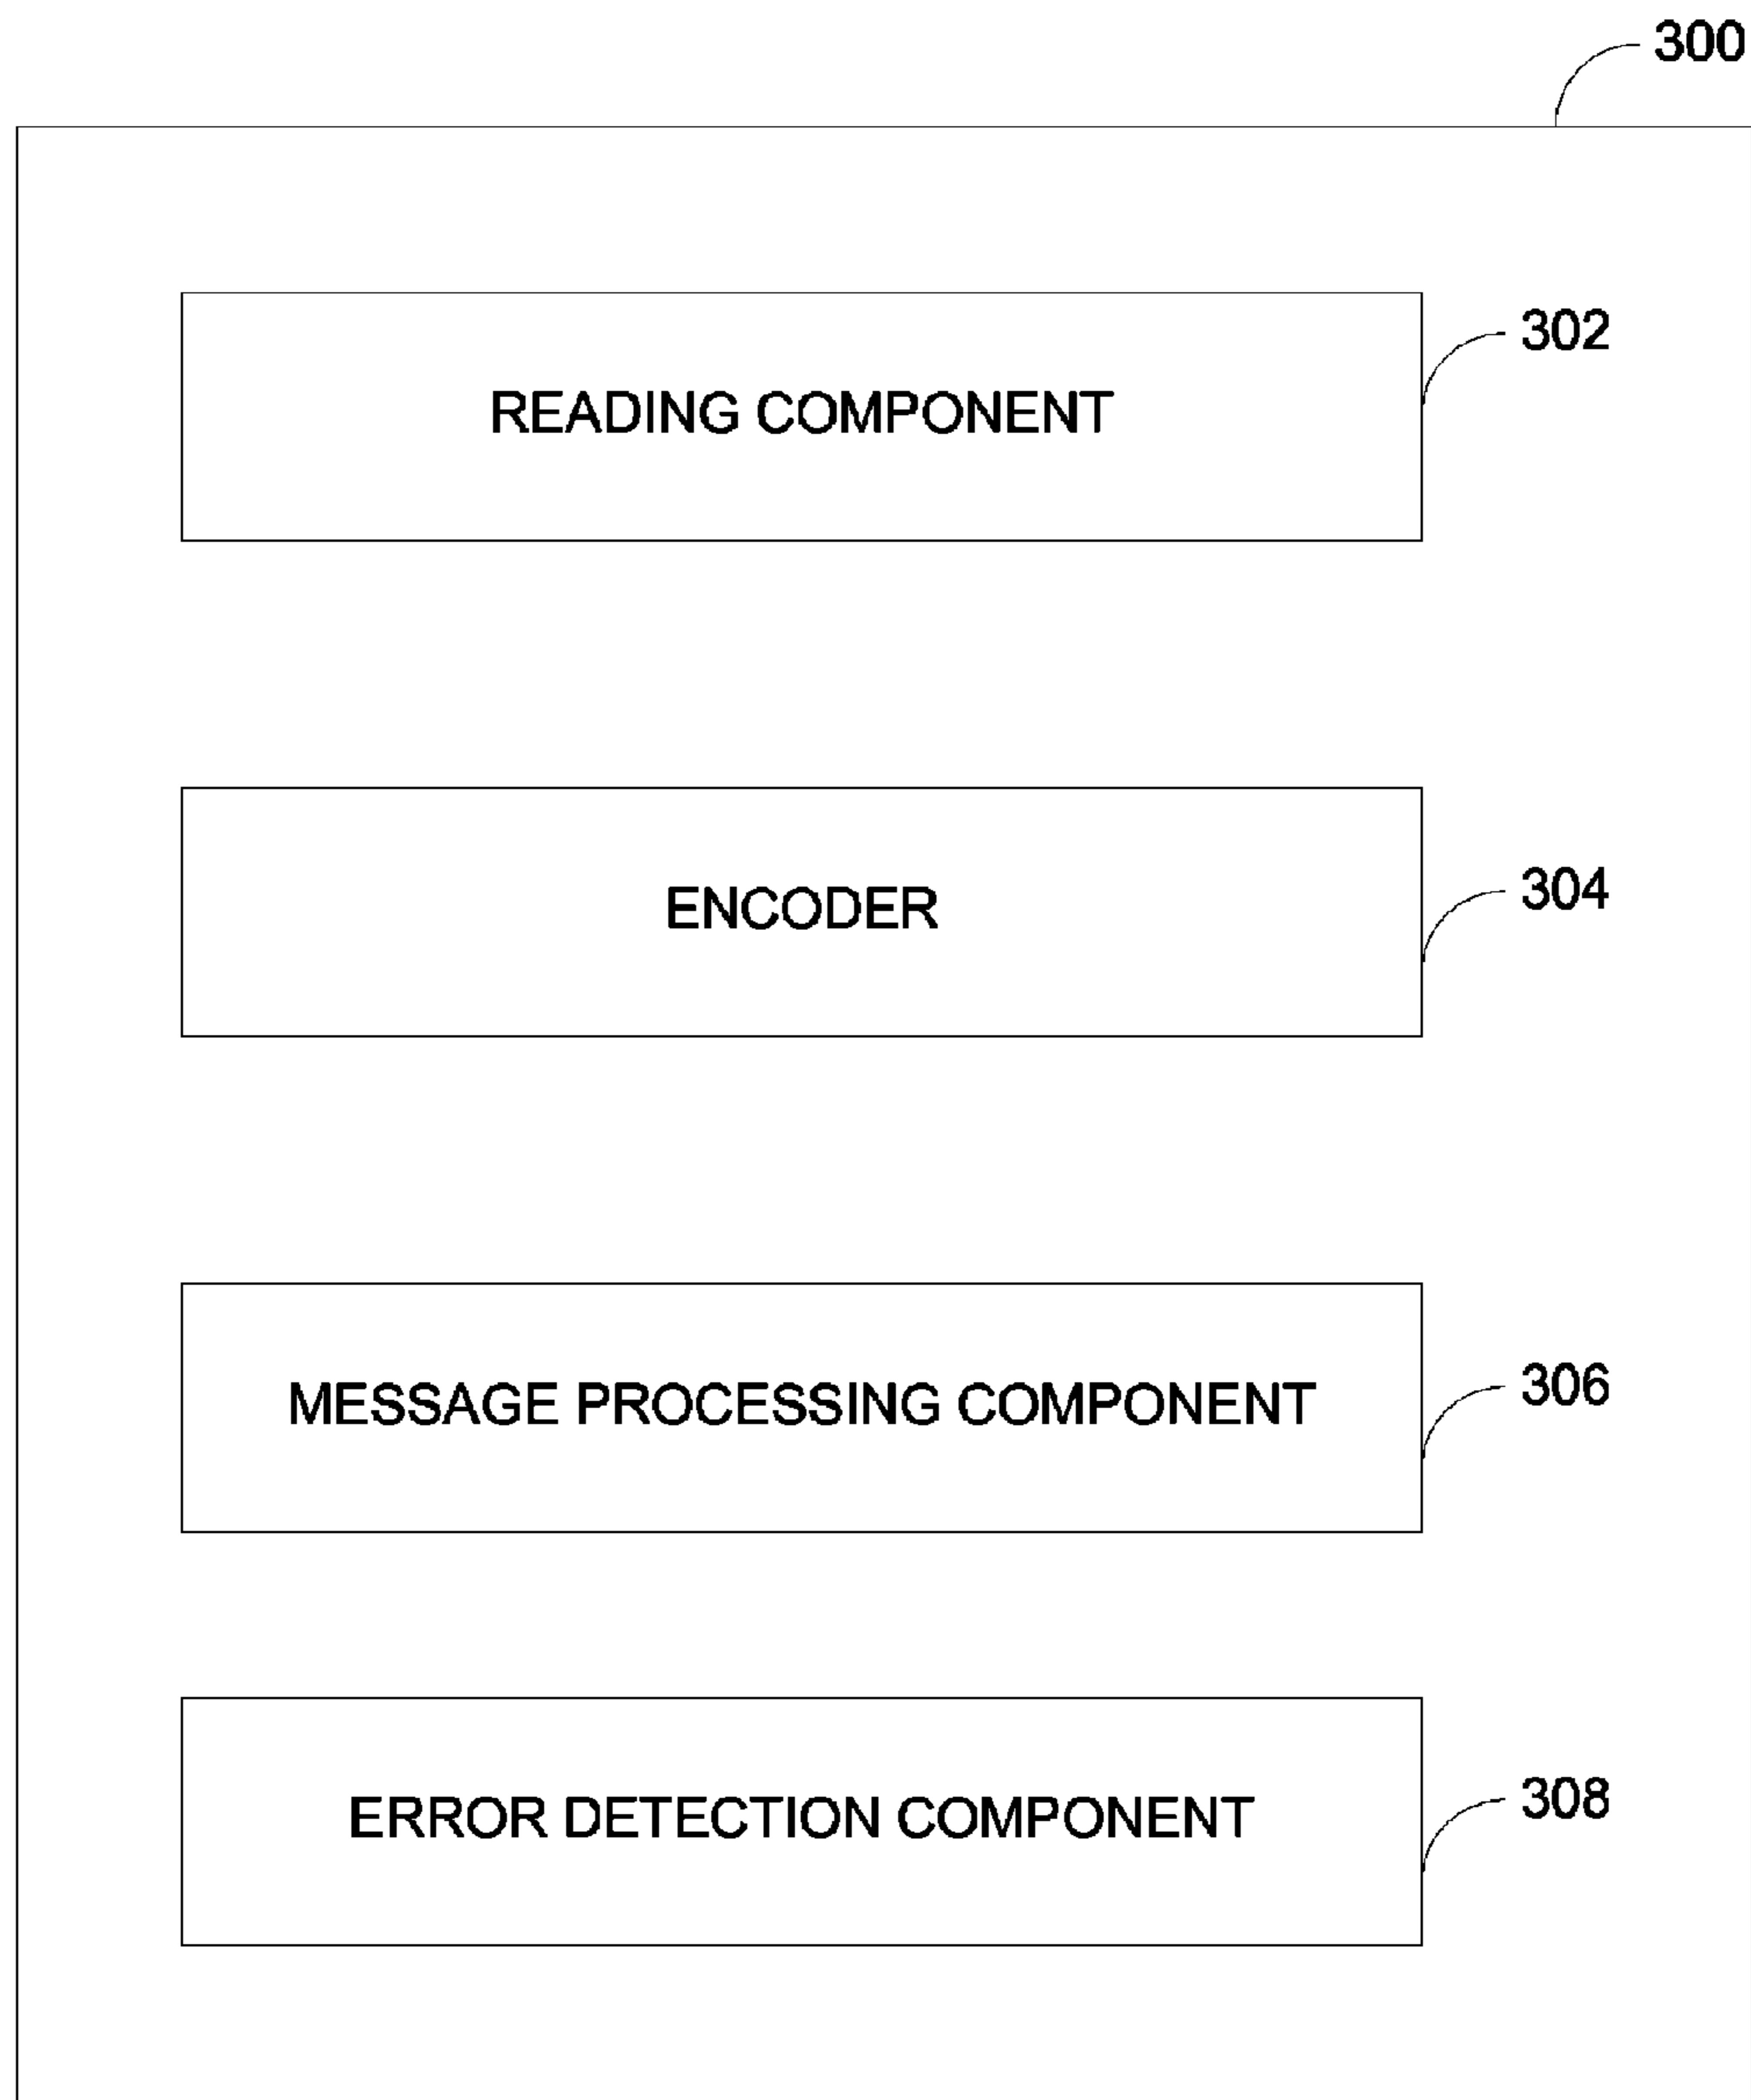 300
READING COMPONENT
302
ENCODER
304
MESSAGE PROCESSING COMPONENT
306
ERROR DETECTION COMPONENT
308